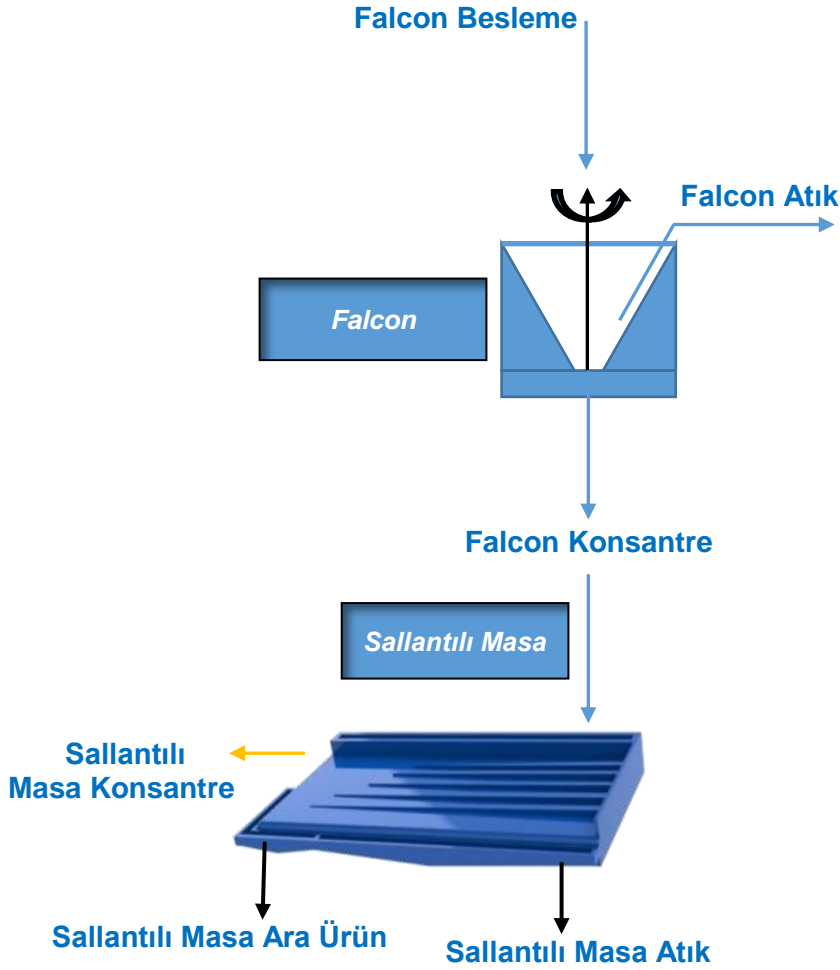 Falcon Besleme
Falcon Atık
Falcon
Falcon Konsantre
Sallantılı Masa
Sallantılı
Masa Konsantre
Sallantılı Masa Ara Ürün
Sallantılı Masa Atık